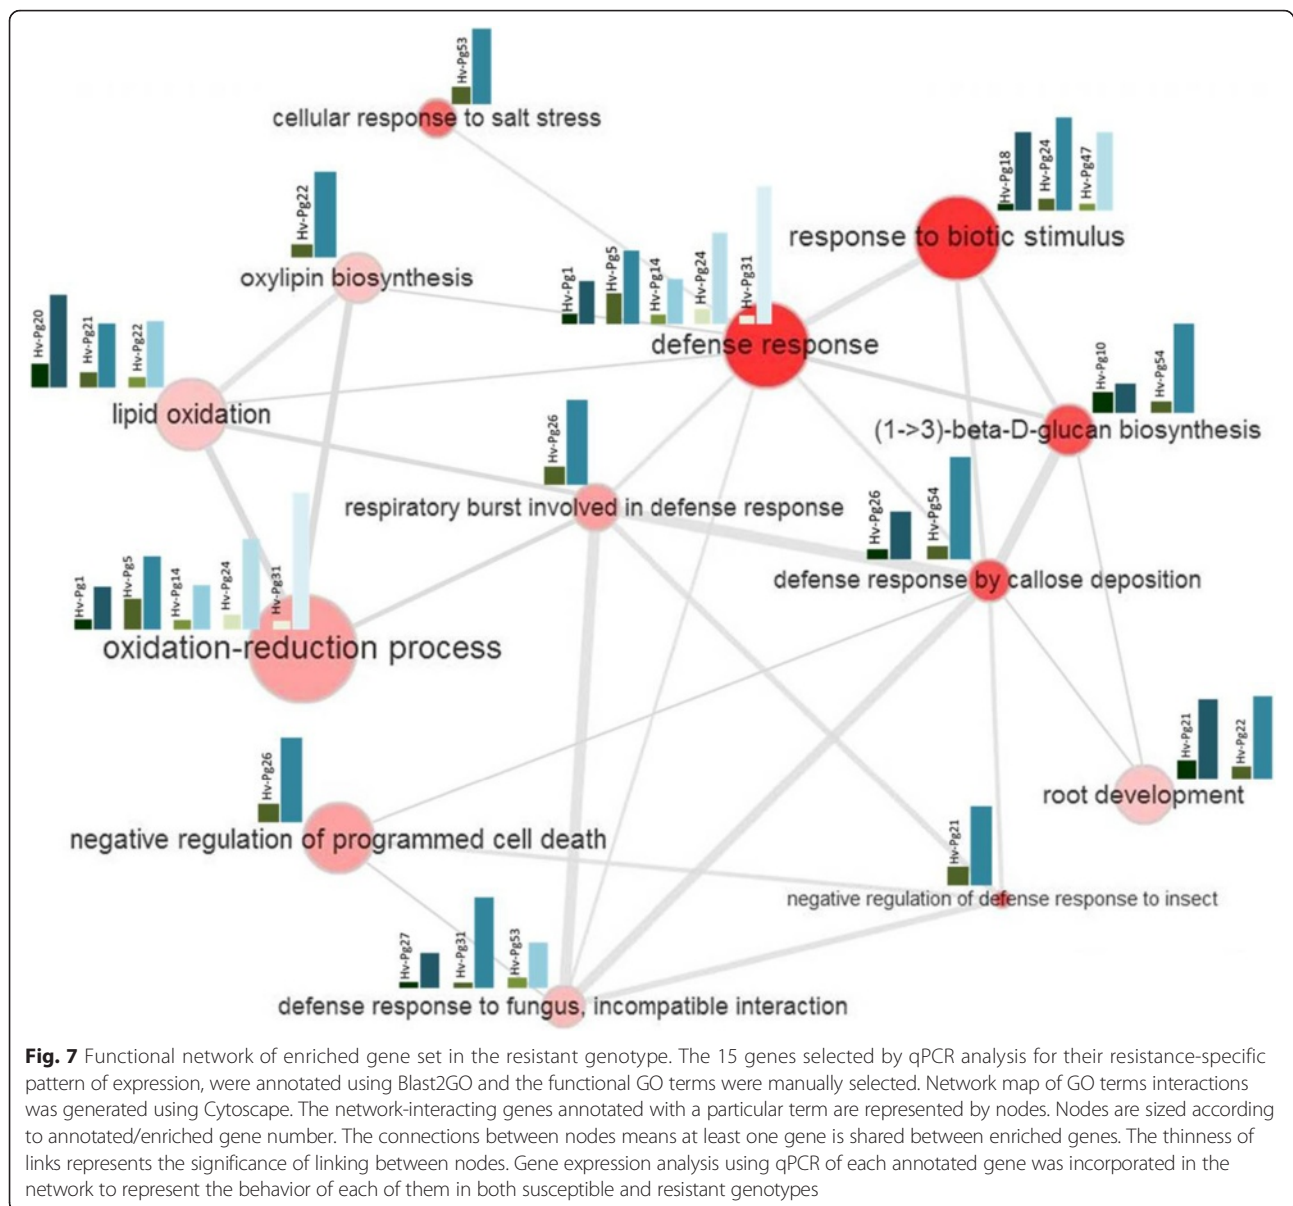 Hv-Pg53
cellular response to salt stress
Hv-Pg18
Hv-Pg24
Hv-Pg47
response to biotic stimulus
Hv-Pg22
oxylipin biosynthesis
Hv-Pg1
Hv-Pg5
Hv-Pg14
Hv-Pg24
Hv-Pg31
defense response
Hv-Pg20
Hv-Pg21
Hv-Pg22
lipid oxidation
Hv-Pg10
Hv-Pg54
(1->3)-beta-D-glucan biosynthesis
Hv-Pg26
respiratory burst involved in defense response
Hv-Pg26
Hv-Pg54
defense response by callose deposition
Hv-Pg1
Hv-Pg5
Hv-Pg14
Hv-Pg24
Hv-Pg31
oxidation-reduction process
Hv-Pg21
Hv-Pg22
root development
Hv-Pg26
negative regulation of programmed cell death
Hv-Pg21
negative regulation of defense response to insect
Hv-Pg27
Hv-Pg31
Hv-Pg53
defense response to fungus, incompatible interaction
Fig. 7 Functional network of enriched gene set in the resistant genotype. The 15 genes selected by qPCR analysis for their resistance-specific
pattern of expression, were annotated using Blast2GO and the functional GO terms were manually selected. Network map of GO terms interactions
was generated using Cytoscape. The network-interacting genes annotated with a particular term are represented by nodes. Nodes are sized according
to annotated/enriched gene number. The connections between nodes means at least one gene is shared between enriched genes. The thinness of
links represents the significance of linking between nodes. Gene expression analysis using qPCR of each annotated gene was incorporated in the
network to represent the behavior of each of them in both susceptible and resistant genotypes